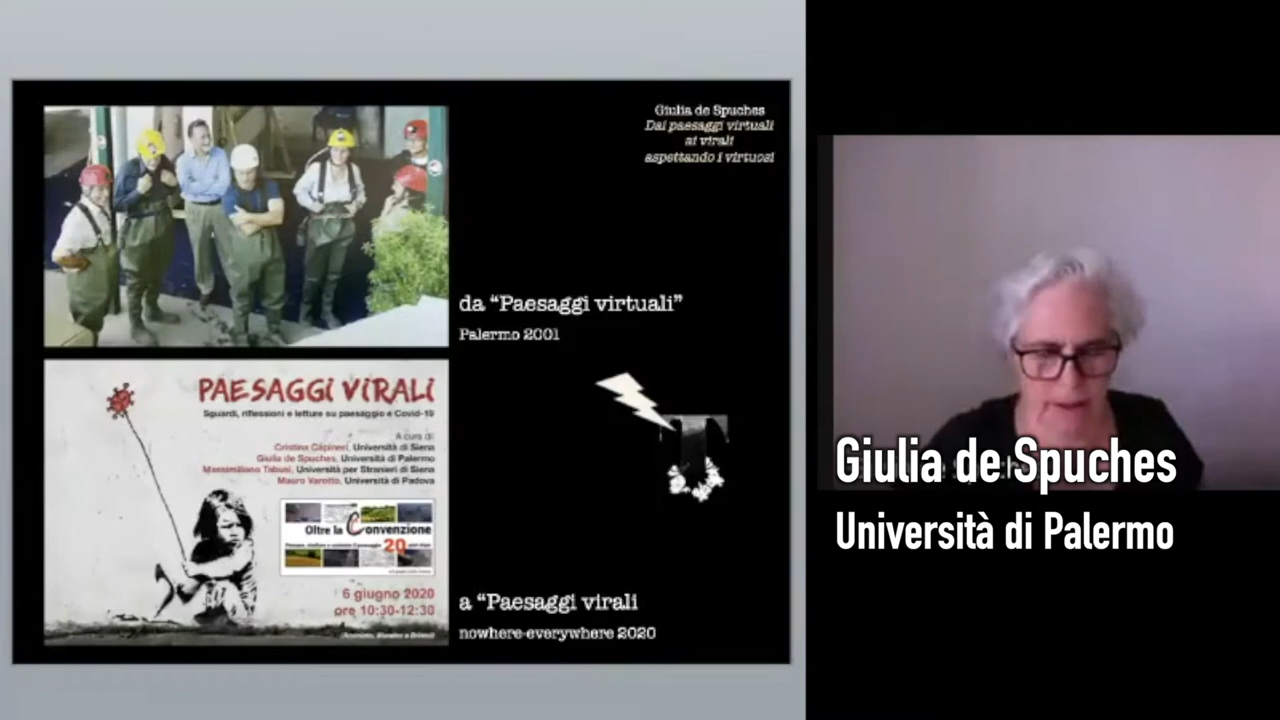 Giulia de Spuches
Dai paesaggi virtuali
ai virali
aspettando i virtuosi
da “Paesaggi virtuali”
Palermo 2001
PAESAGGI VIRALI
Sguardi, riflessioni e letture su paesaggio e Covid-19
A cura di:
Cristina Capineri, Università di Siena
Giulia de Spuches, Università di Palermo
Massimiliano Tabusi, Università per Stranieri di Siena
Mauro Varotto, Università di Padova
Oltre la Convenzione
20
6 giugno 2020
ore 10:30-12:30
a “Paesaggi virali
nowhere-everywhere 2020
Giulia de Spuches
Università di Palermo